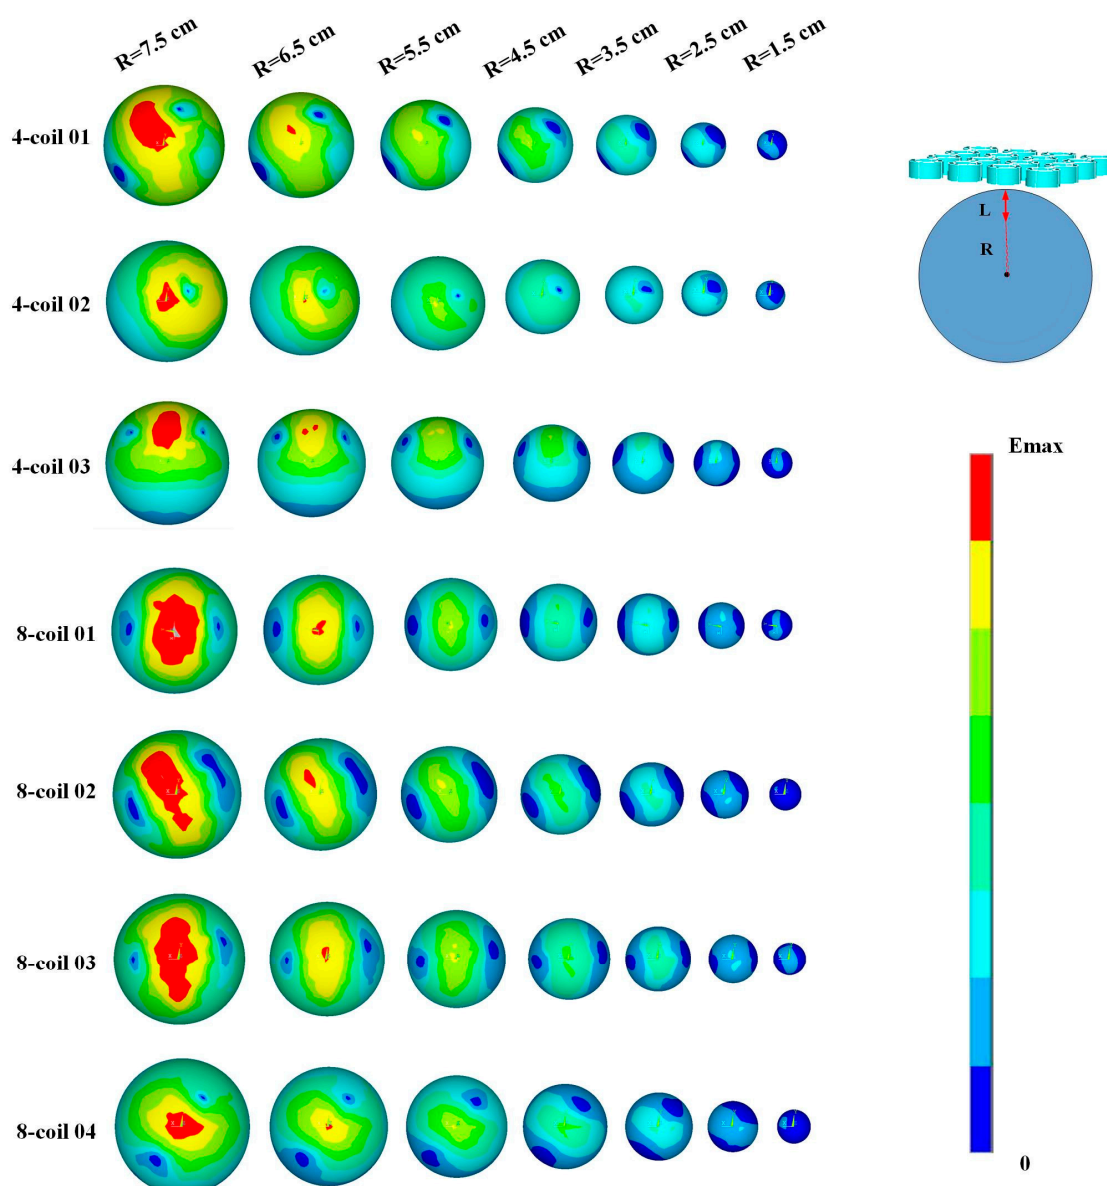 R=7.5 cm
R=6.5 cm
R=5.5 cm
R=4.5 cm
R=3.5 cm
R=2.5 cm
R=1.5 cm
4-coil 01
L
R
4-coil 02
4-coil 03
Emax
8-coil 01
8-coil 02
8-coil 03
8-coil 04
0